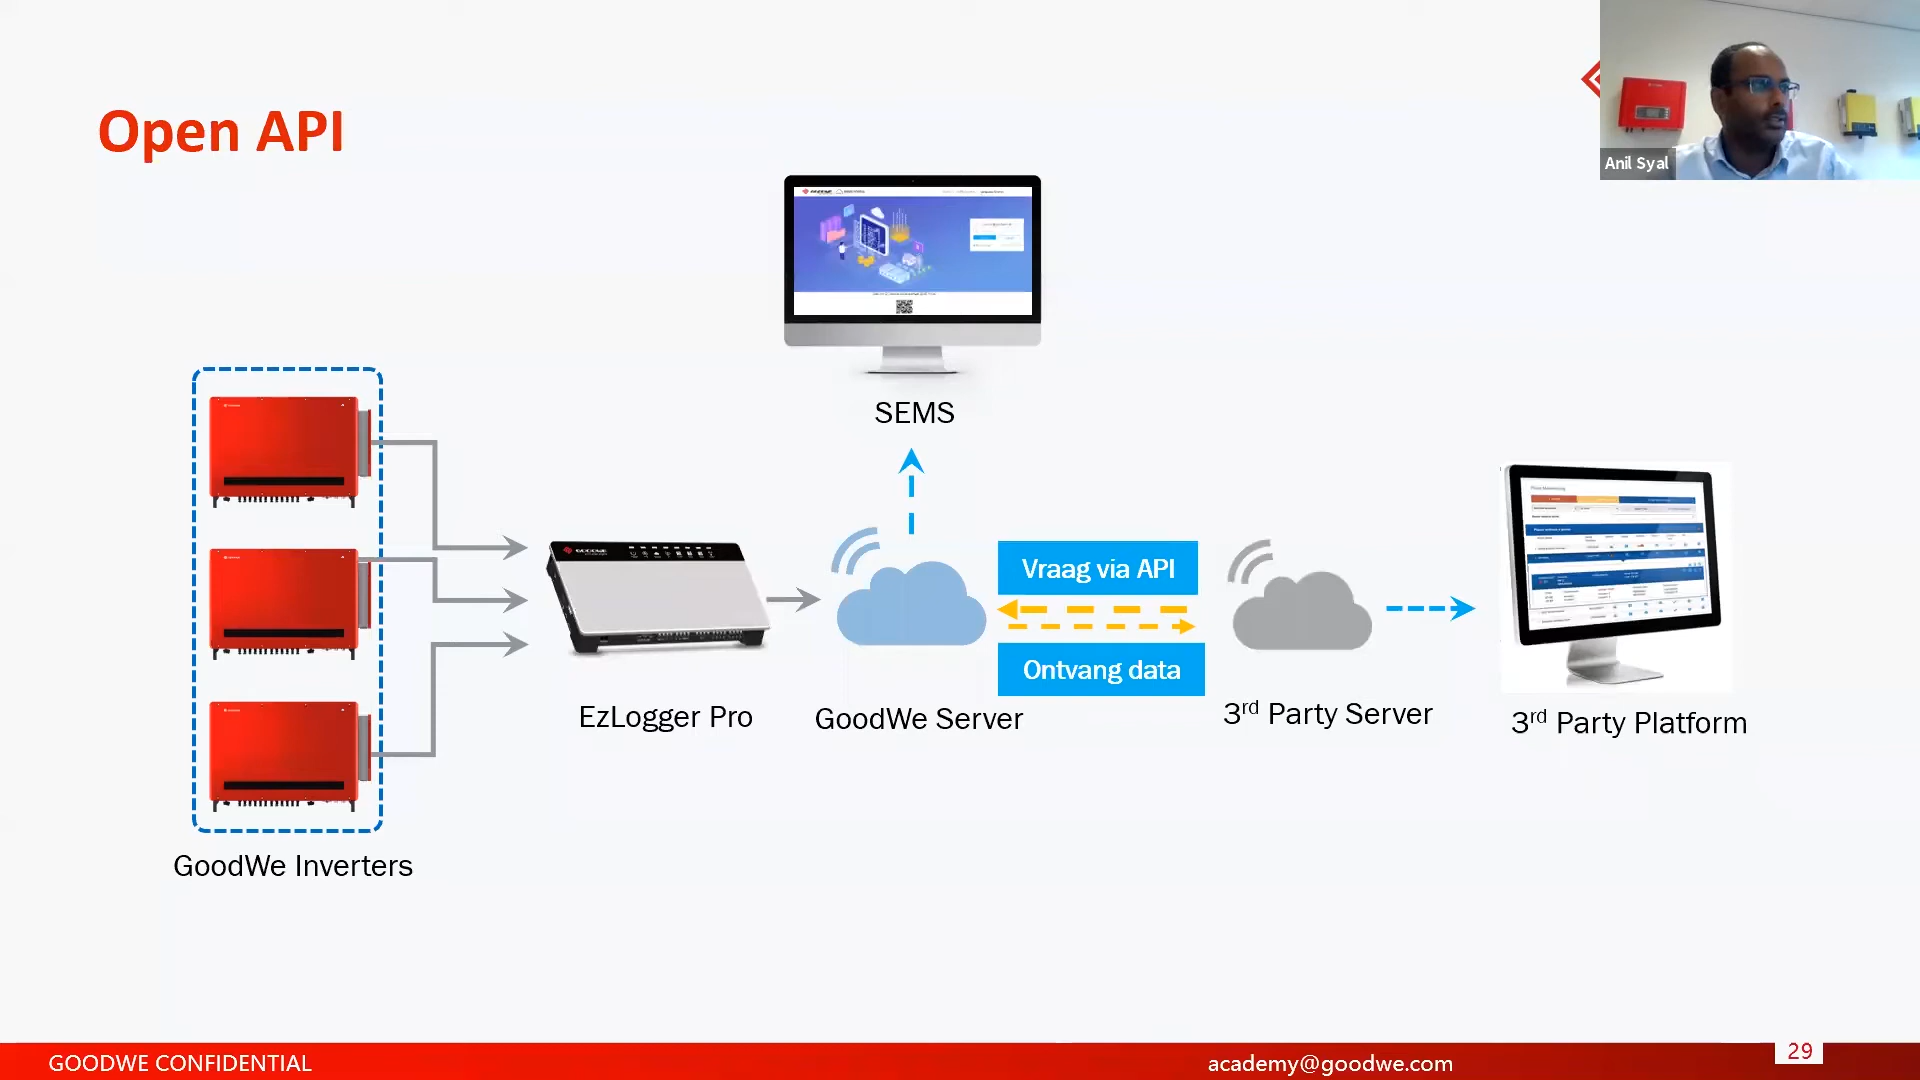 Open API
Anil Syal
SEMS
GOODWE
Vraag via API
Ontvang data
EzLogger Pro
GoodWe Server
3rd Party Server
3rd Party Platform
GoodWe Inverters
GOODWE CONFIDENTIAL
academy@goodwe.com
29